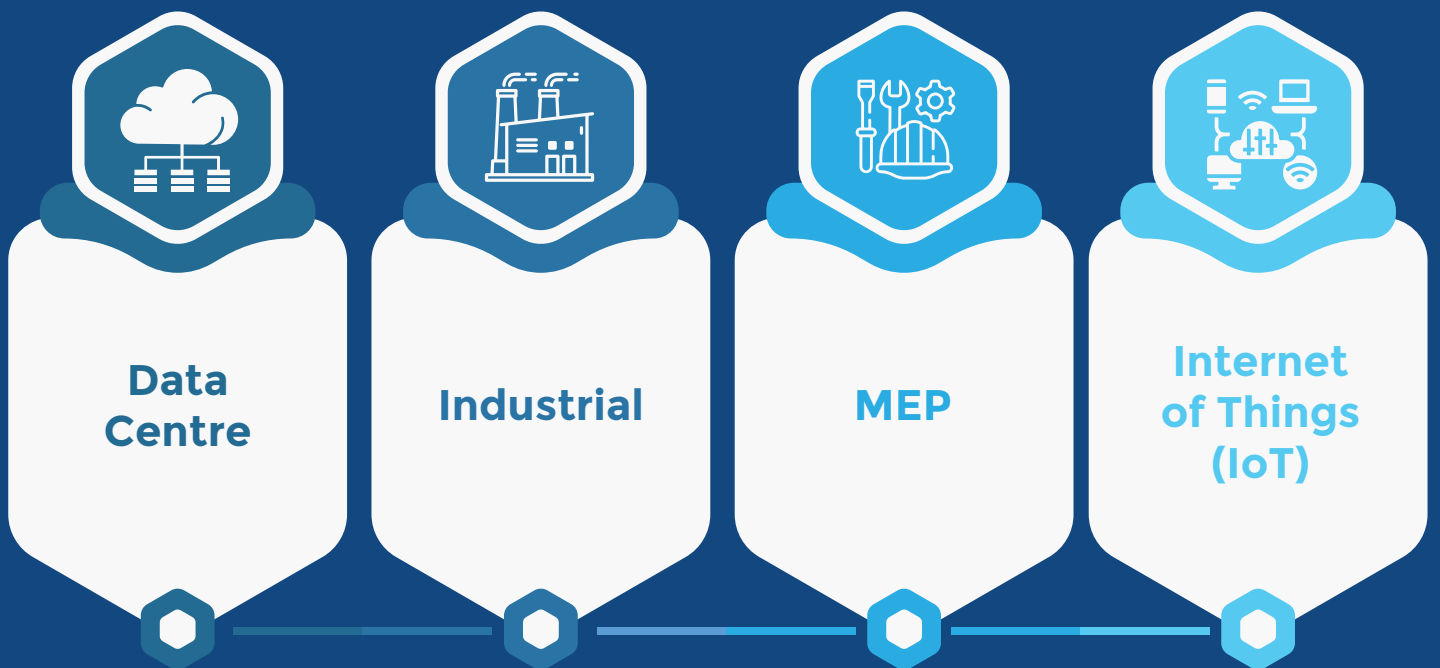 Data
Centre
Industrial
MEP
Internet
of Things
(IoT)